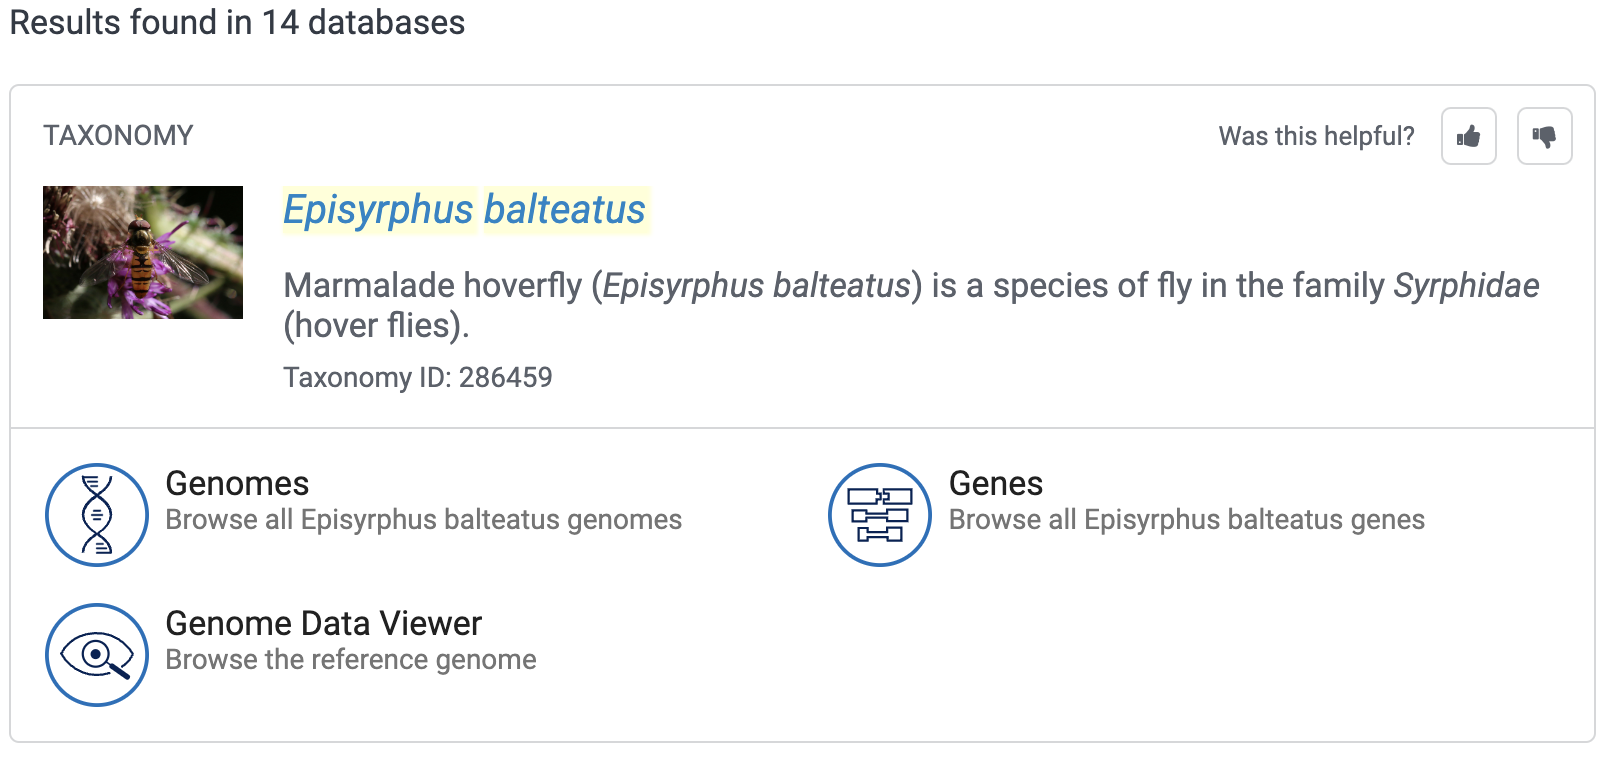 Results found in 14 databases
TAXONOMY
Was this helpful?
Episyrphus balteatus
Marmalade hoverfly (Episyrphus balteatus) is a species of fly in the family Syrphidae
(hover flies).
Taxonomy ID: 286459
Genomes
Browse all Episyrphus balteatus genomes
Genes
Browse all Episyrphus balteatus genes
Genome Data Viewer
Browse the reference genome